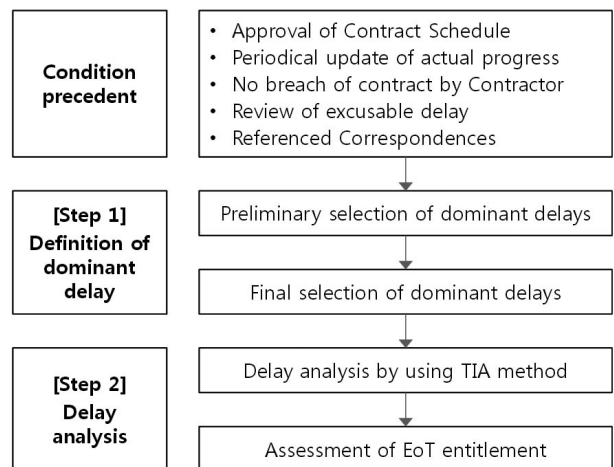 Condition
precedent
• Approval of Contract Schedule
• Periodical update of actual progress
• No breach of contract by Contractor
• Review of excusable delay
• Referenced Correspondences
[Step 1]
Definition of
dominant
delay
Preliminary selection of dominant delays
Final selection of dominant delays
[Step 2]
Delay
analysis
Delay analysis by using TIA method
Assessment of EoT entitlement